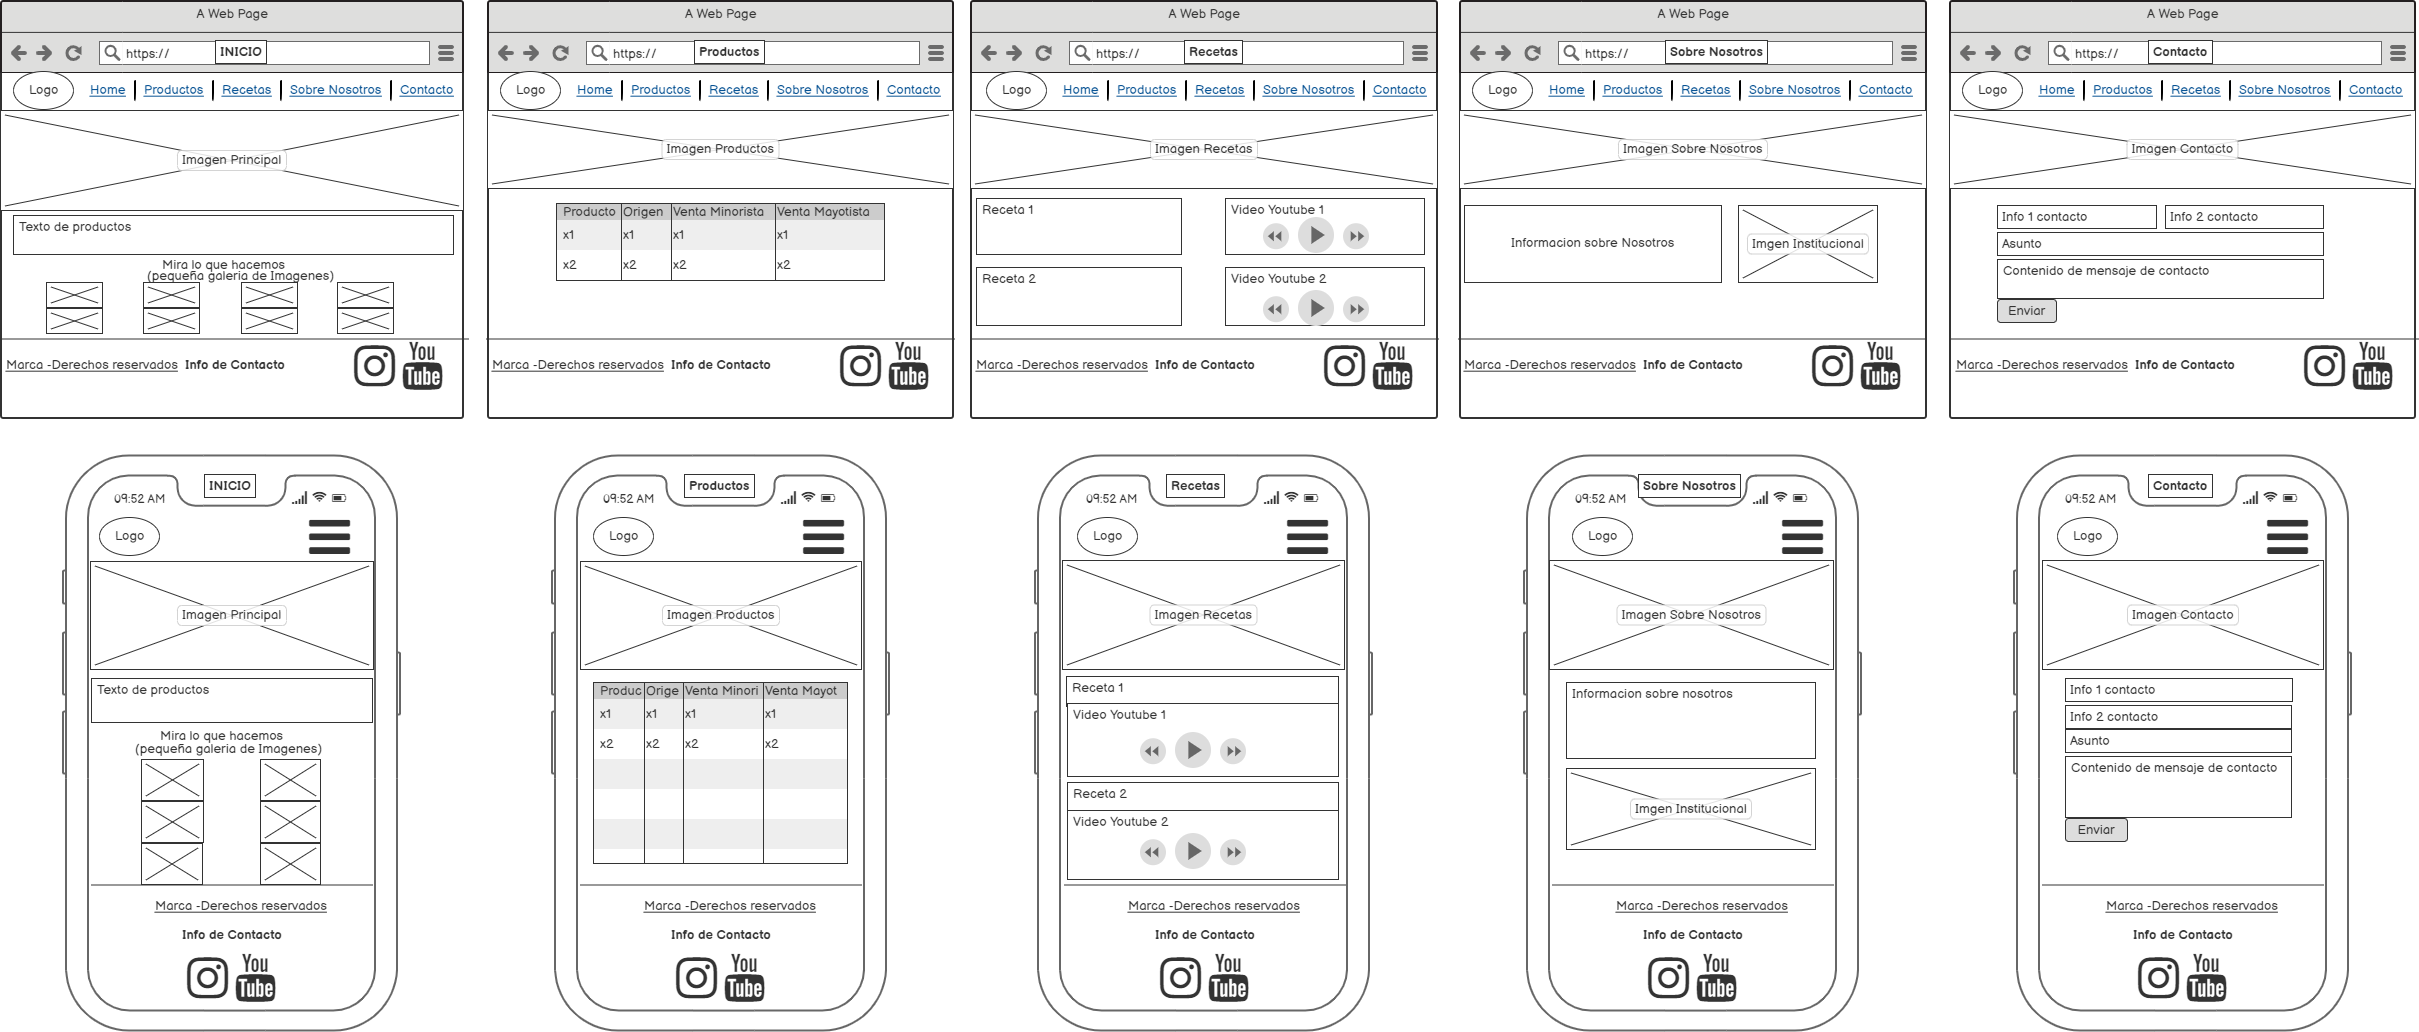 A Web Page
https://
INICIO
Logo
Home
Productos
Recetas
Sobre Nosotros
Contacto
Imagen Principal
Texto de productos
Mira lo que hacemos
(pequeña galeria de Imagenes)
Marca -Derechos reservados
Info de Contacto
You
Tube
A Web Page
https://
Productos
Logo
Home
Productos
Recetas
Sobre Nosotros
Contacto
Imagen Productos
Producto Origen Venta Minorista Venta Mayotista
x1 x1 x1 x1
x2 x2 x2 x2
Marca -Derechos reservados
Info de Contacto
You
Tube
A Web Page
https://
Recetas
Logo
Home
Productos
Recetas
Sobre Nosotros
Contacto
Imagen Recetas
Receta 1
Video Youtube 1
Receta 2
Video Youtube 2
Marca -Derechos reservados
Info de Contacto
You
Tube
A Web Page
https://
Sobre Nosotros
Logo
Home
Productos
Recetas
Sobre Nosotros
Contacto
Imagen Sobre Nosotros
Informacion sobre Nosotros
Imgen Institucional
Marca -Derechos reservados
Info de Contacto
You
Tube
A Web Page
https://
Contacto
Logo
Home
Productos
Recetas
Sobre Nosotros
Contacto
Imagen Contacto
Info 1 contacto
Info 2 contacto
Asunto
Contenido de mensaje de contacto
Enviar
Marca -Derechos reservados
Info de Contacto
You
Tube
INICIO
09:52 AM
Logo
Imagen Principal
Texto de productos
Mira lo que hacemos
(pequeña galeria de Imagenes)
Marca -Derechos reservados
Info de Contacto
You
Tube
Productos
09:52 AM
Logo
Imagen Productos
Produc Orige Venta Minori Venta Mayot
x1 x1 x1 x1
x2 x2 x2 x2
Marca -Derechos reservados
Info de Contacto
You
Tube
Recetas
09:52 AM
Logo
Imagen Recetas
Receta 1
Video Youtube 1
Receta 2
Video Youtube 2
Marca -Derechos reservados
Info de Contacto
You
Tube
Sobre Nosotros
09:52 AM
Logo
Imagen Sobre Nosotros
Informacion sobre nosotros
Imgen Institucional
Marca -Derechos reservados
Info de Contacto
You
Tube
Contacto
09:52 AM
Logo
Imagen Contacto
Info 1 contacto
Info 2 contacto
Asunto
Contenido de mensaje de contacto
Enviar
Marca -Derechos reservados
Info de Contacto
You
Tube